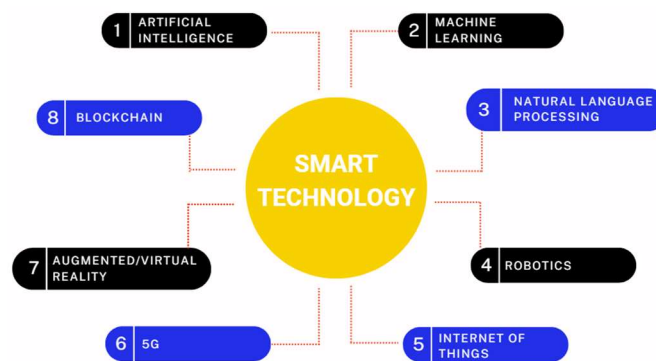 1 ARTIFICIAL
INTELLIGENCE
2 MACHINE
LEARNING
8 BLOCKCHAIN
3 NATURAL LANGUAGE
PROCESSING
SMART
TECHNOLOGY
7 AUGMENTED/VIRTUAL
REALITY
4 ROBOTICS
6 5G
5 INTERNET OF
THINGS